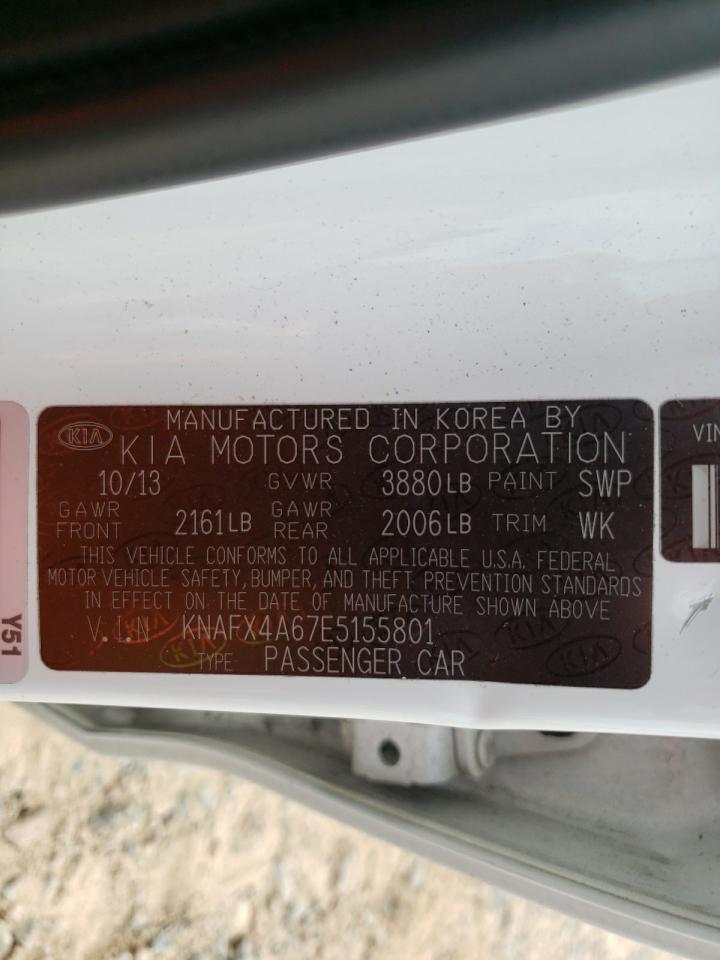 MANUFACTURED IN KOREA BY
KIA KIA MOTORS CORPORATION
10/13 GVWR 3880LB PAINT SWP
GAWR FRONT 2161LB GAWR REAR 2006LB TRIM WK
THIS VEHICLE CONFORMS TO ALL APPLICABLE U.S.A. FEDERAL
MOTOR VEHICLE SAFETY, BUMPER, AND THEFT PREVENTION STANDARDS
IN EFFECT ON THE DATE OF MANUFACTURE SHOWN ABOVE
V.I.N KNAFX4A67E5155801
TYPE PASSENGER CAR
Y51
VIN